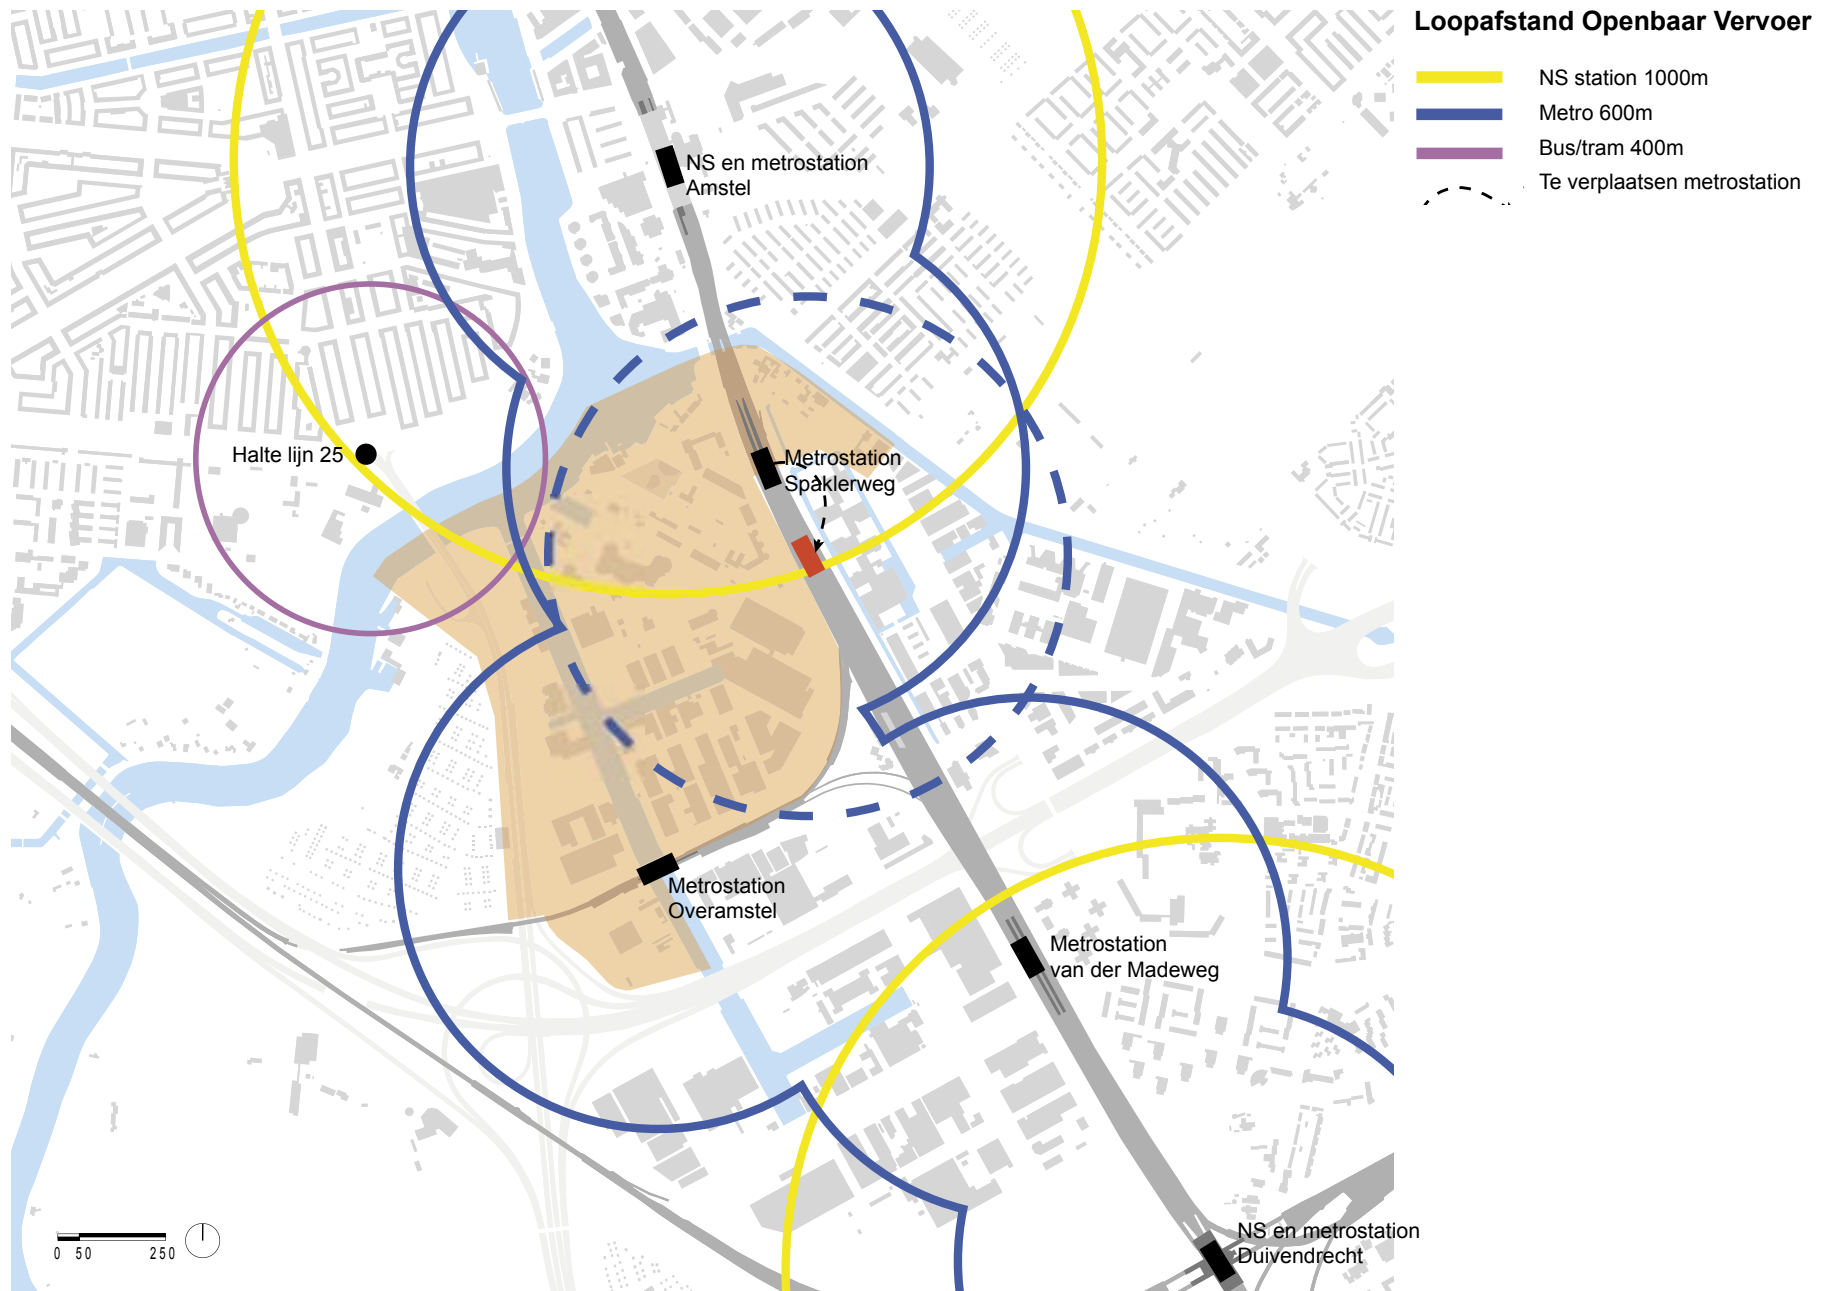 Loopafstand Openbaar Vervoer
NS station 1000m
Metro 600m
Bus/tram 400m
Te verplaatsen metrostation
NS en metrostation
Amstel
Halte lijn 25
Metrostation
Spaklerweg
Metrostation
Overamstel
Metrostation
van der Madeweg
NS en metrostation
Duivendrecht
0 50 250